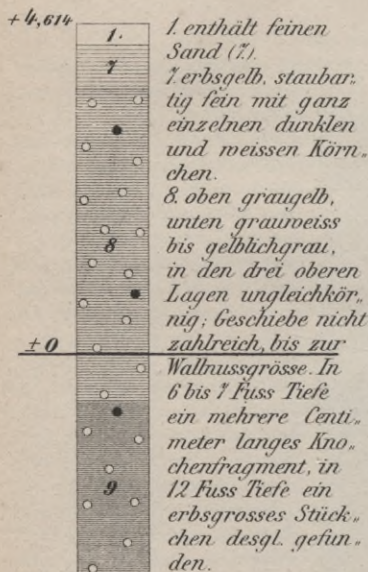 +4,614
1.
7
8
± 0
9
1. enthält feinen
Sand (7).
7. erbsgelb, staubar„
tig fein mit ganz
einzelnen dunklen
und weissen Körn„
chen.
8. oben graugelb,
unten grauweiss
bis gelblichgrau,
in den drei oberen
Lagen ungleichkör„
nig; Geschiebe nicht
zahlreich, bis zur
Wallnussgrösse. In
6 bis 7 Fuss Tiefe
ein mehrere Centi„
meter langes Kno„
chenfragment, in
12 Fuss Tiefe ein
erbsgrosses Stück„
chen desgl. gefun„
den.